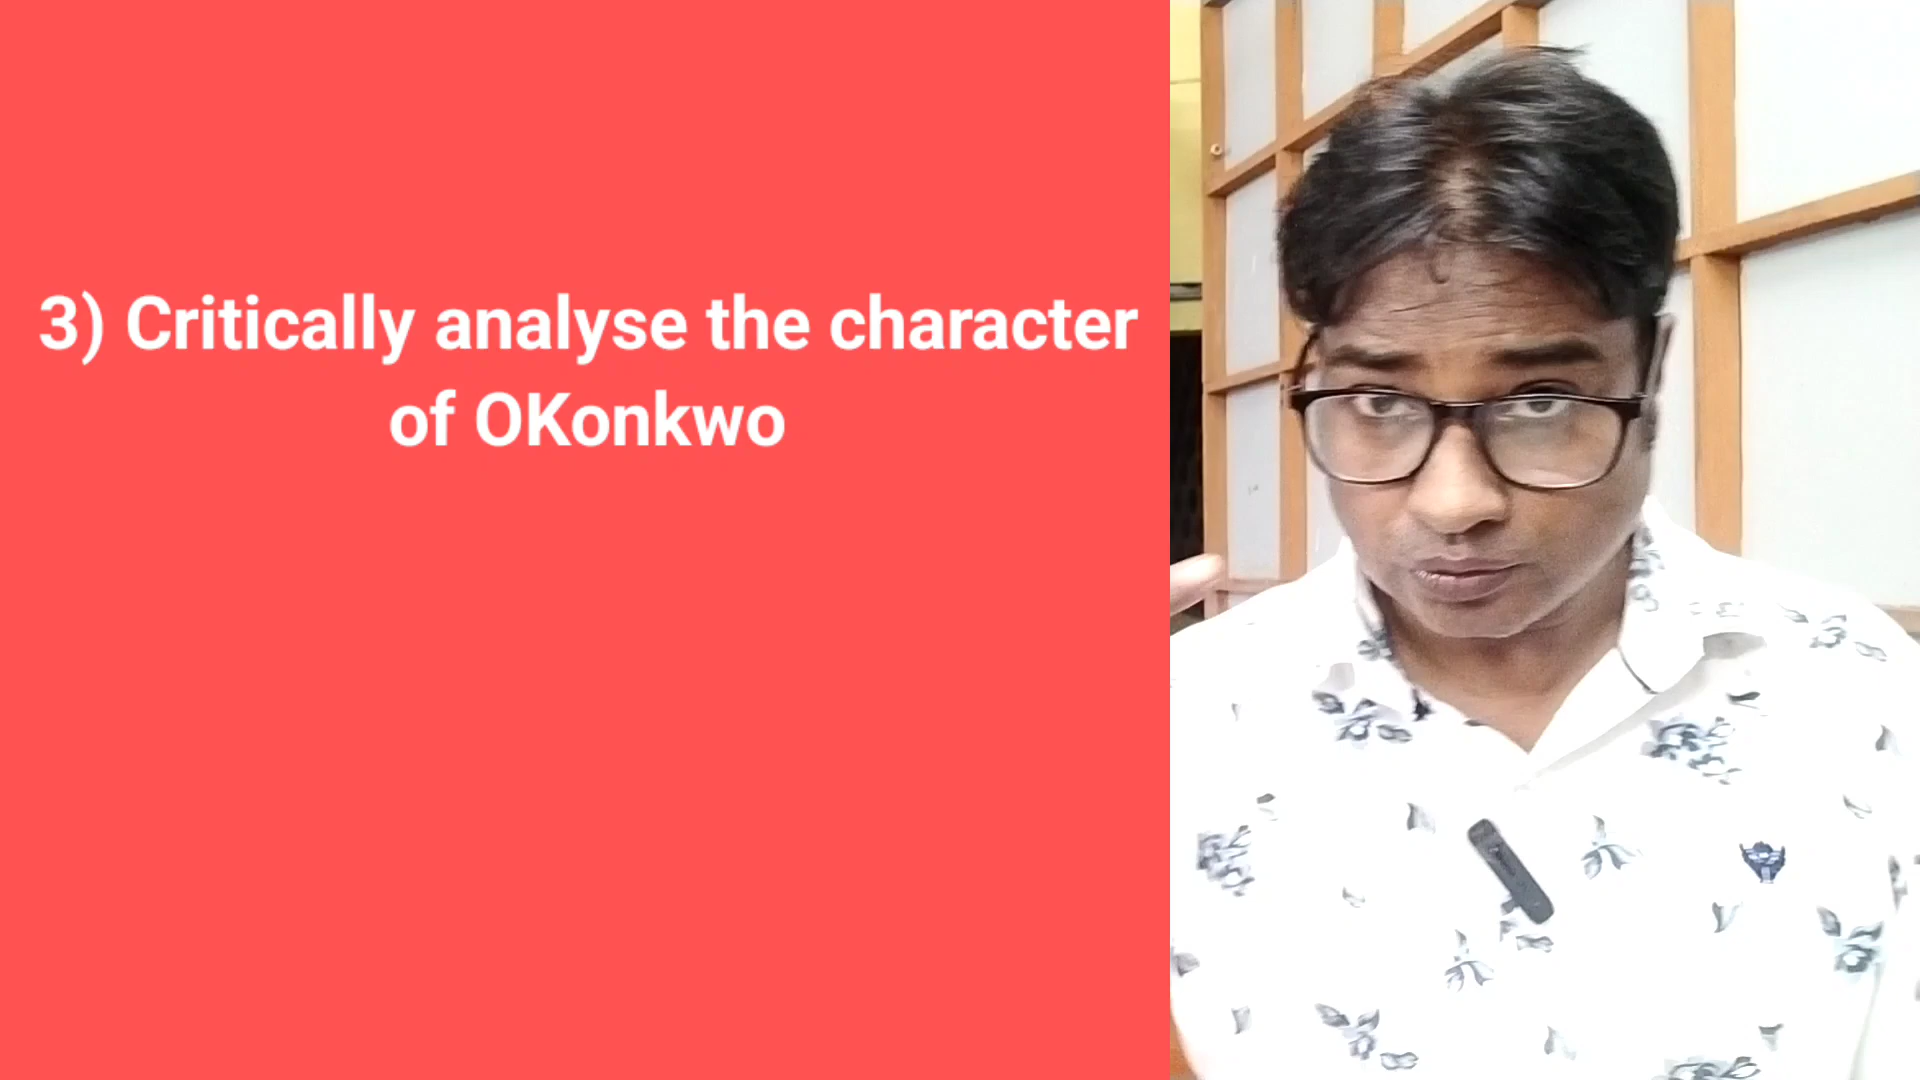 3) Critically analyse the character
of OKonkwo